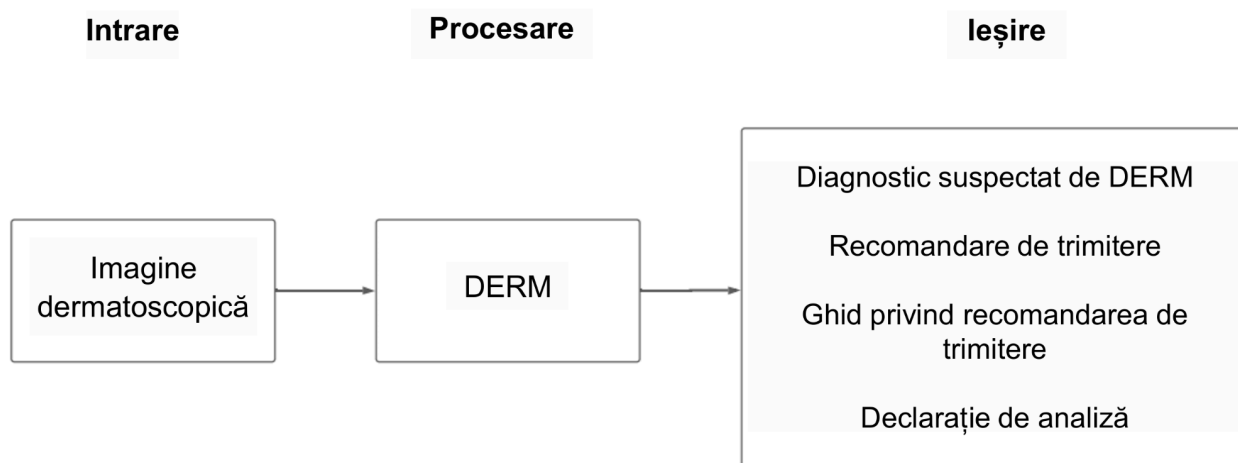 Intrare
Procesare
Ieșire
Imagine
dermatoscopică
DERM
Diagnostic suspectat de DERM
Recomandare de trimitere
Ghid privind recomandarea de
trimitere
Declarație de analiză